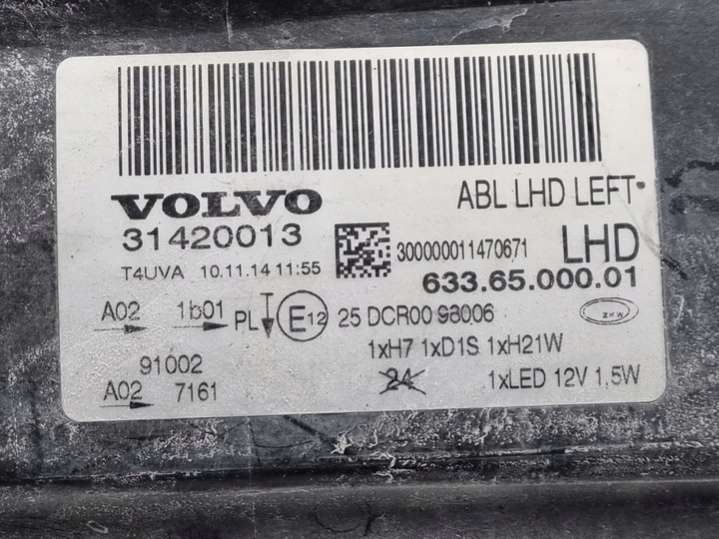 VOLVO
ABL LHD LEFT
31420013
300000011470671
LHD
T4UVA 10.11.14 11:55
633.65.000.01
A02 1b01 PL E12 25 DCR00 98006
ZKW
1xH7 1xD1S 1xH21W
91002
24
1xLED 12V 1,5W
A02 7161